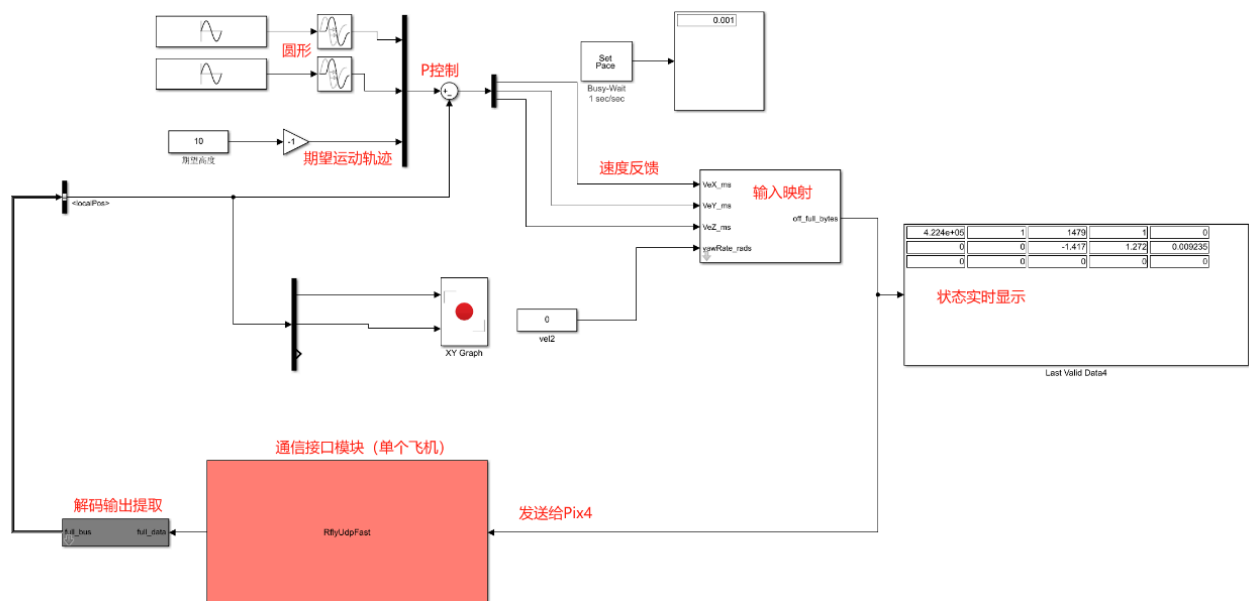 圆形
P控制
Set
Pace
Busy-Wait
1 sec/sec
0.001
10
期望高度
-1
期望运动轨迹
<localPos>
速度反馈
VeX_ms
VeY_ms
VeZ_ms
yawRate_rads
输入映射
off_full_bytes
0
vel2
XY Graph
4.224e+05 1 1479 1 0
0 0 -1.417 1.272 0.009235
0 0 0 0 0
状态实时显示
Last Valid Data4
通信接口模块（单个飞机）
解码输出提取
full_bus full_data
RflyUdpFast
发送给Pix4